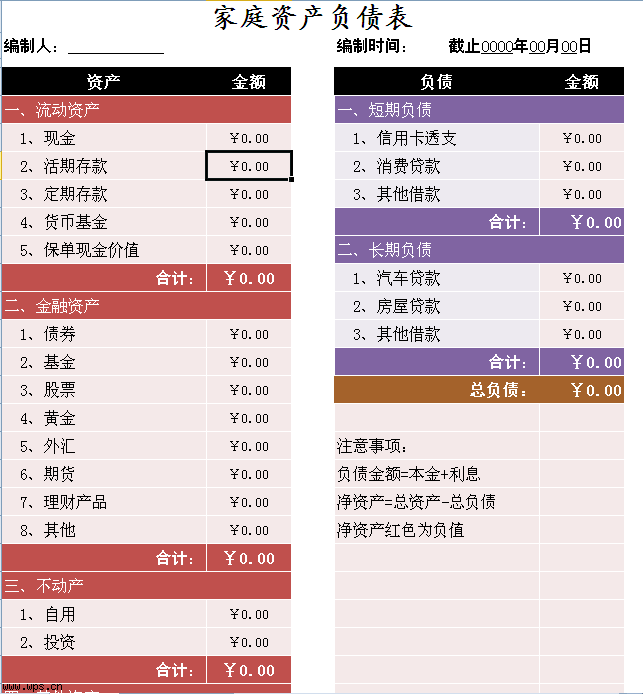 家庭资产负债表
编制人：____________
编制时间：  截止0000年00月00日
资产 金额
一、流动资产
1、现金 ￥0.00
2、活期存款 ￥0.00
3、定期存款 ￥0.00
4、货币基金 ￥0.00
5、保单现金价值 ￥0.00
合计： ￥0.00
二、金融资产
1、债券 ￥0.00
2、基金 ￥0.00
3、股票 ￥0.00
4、黄金 ￥0.00
5、外汇 ￥0.00
6、期货 ￥0.00
7、理财产品 ￥0.00
8、其他 ￥0.00
合计： ￥0.00
三、不动产
1、自用 ￥0.00
2、投资 ￥0.00
合计： ￥0.00
负债 金额
一、短期负债
1、信用卡透支 ￥0.00
2、消费贷款 ￥0.00
3、其他借款 ￥0.00
合计： ￥0.00
二、长期负债
1、汽车贷款 ￥0.00
2、房屋贷款 ￥0.00
3、其他借款 ￥0.00
合计： ￥0.00
总负债： ￥0.00
注意事项：
负债金额=本金+利息
净资产=总资产-总负债
净资产红色为负值
www.wps.cn